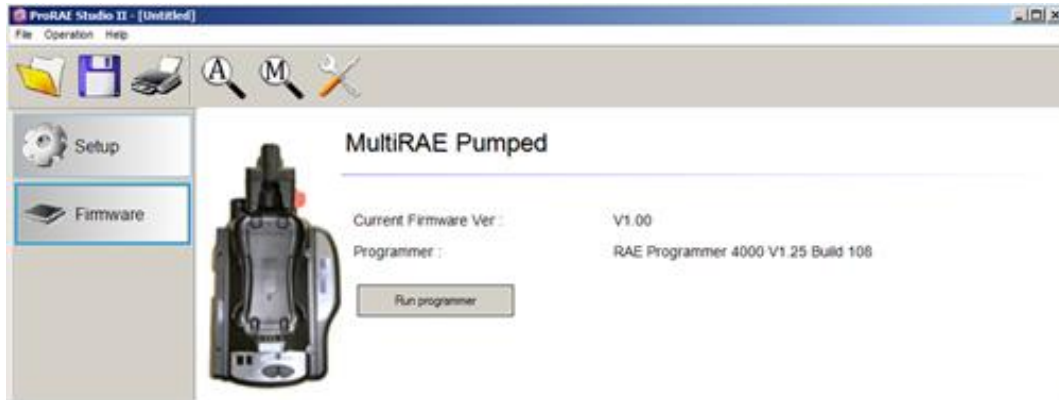 ProRAE Studio II - [Untitled]
File Operation Help
A M
Setup
MultiRAE Pumped
Firmware
Current Firmware Ver : V1.00
Programmer : RAE Programmer 4000 V1.25 Build 108
Run programmer